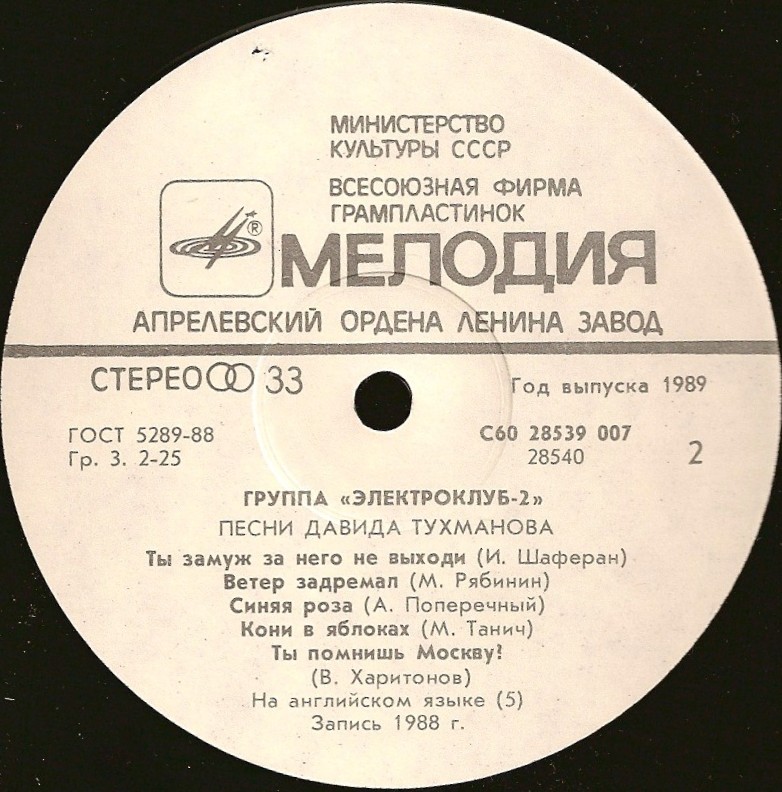 МИНИСТЕРСТВО
КУЛЬТУРЫ СССР
ВСЕСОЮЗНАЯ ФИРМА
ГРАМПЛАСТИНОК
®
МЕЛОДИЯ
АПРЕЛЕВСКИЙ ОРДЕНА ЛЕНИНА ЗАВОД
СТЕРЕО 33
Год выпуска 1989
ГОСТ 5289-88
Гр. 3. 2-25
С60 28539 007
28540
2
ГРУППА «ЭЛЕКТРОКЛУБ-2»
ПЕСНИ ДАВИДА ТУХМАНОВА
Ты замуж за него не выходи (И. Шаферан)
Ветер задремал (М. Рябинин)
Синяя роза (А. Поперечный)
Кони в яблоках (М. Танич)
Ты помнишь Москву?
(В. Харитонов)
На английском языке (5)
Запись 1988 г.